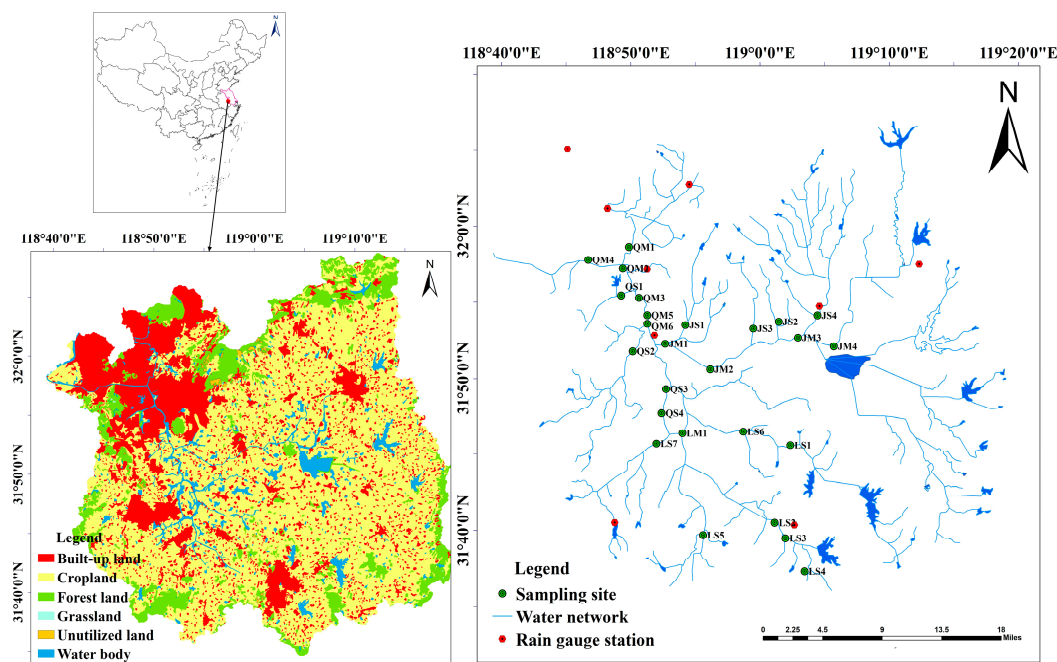 N
118°40'0"E 118°50'0"E 119°0'0"E 119°10'0"E
N
32°0'0"N
31°50'0"N
31°40'0"N
Legend
Built-up land
Cropland
Forest land
Grassland
Unutilized land
Water body
118°40'0"E 118°50'0"E 119°0'0"E 119°10'0"E 119°20'0"E
N
32°0'0"N
31°50'0"N
31°40'0"N
QM1
QM4
QS1
QM3
QM5
QM6
JS1
JS3
JS2
JS4
JM1
JM3
JM4
QS2
JM2
QS3
QS4
LM1
LS6
LS7
LS1
LS2
LS5
LS3
LS4
Legend
Sampling site
Water network
Rain gauge station
0 2.25 4.5 9 13.5 18
Miles